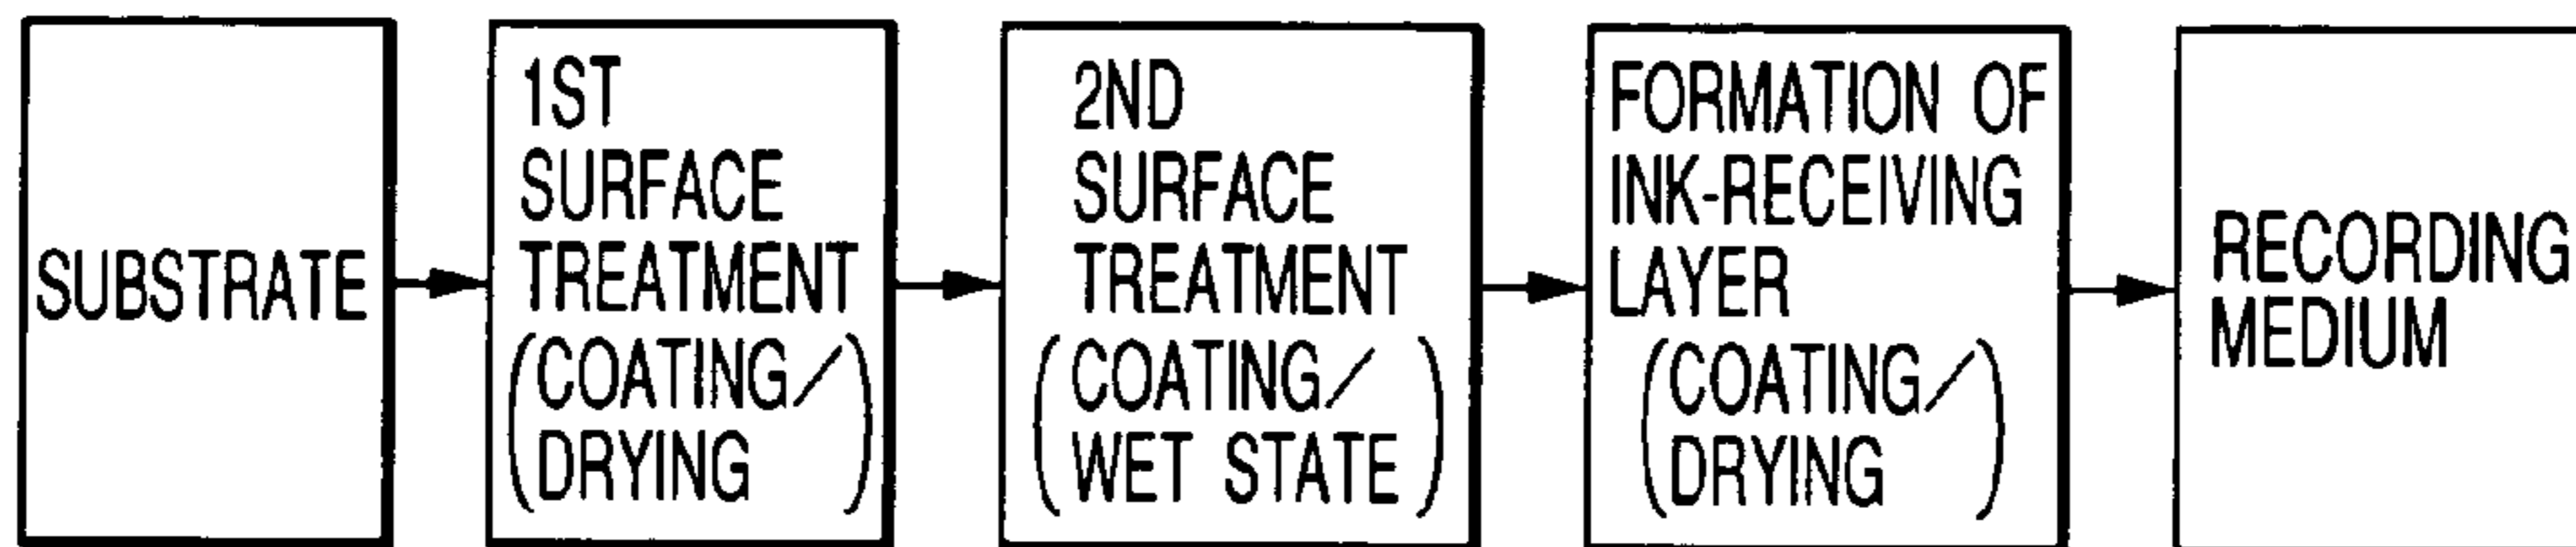 SUBSTRATE
1ST
SURFACE
TREATMENT
(COATING/
DRYING)
2ND
SURFACE
TREATMENT
(COATING/
WET STATE)
FORMATION OF
INK-RECEIVING
LAYER
(COATING/
DRYING)
RECORDING
MEDIUM